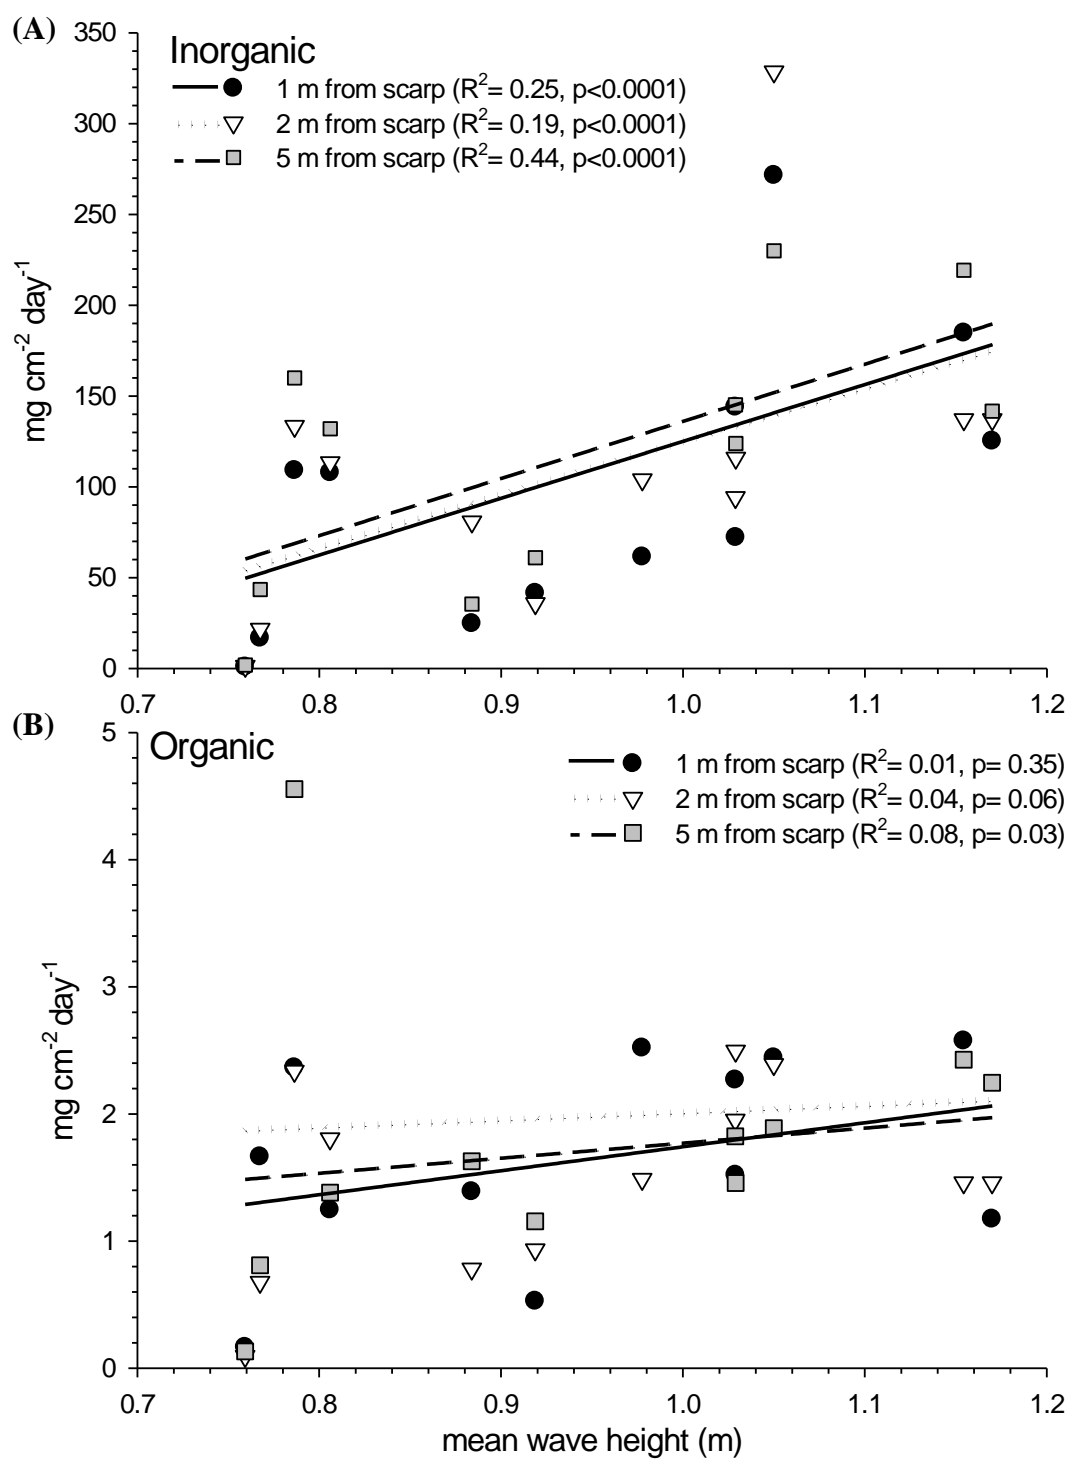 (A)
350
Inorganic
1 m from scarp (R²= 0.25, p<0.0001)
300
2 m from scarp (R²= 0.19, p<0.0001)
5 m from scarp (R²= 0.44, p<0.0001)
250
mg cm⁻² day⁻¹
200
150
100
50
0
0.7 0.8 0.9 1.0 1.1 1.2
(B)
5
Organic
1 m from scarp (R²= 0.01, p= 0.35)
2 m from scarp (R²= 0.04, p= 0.06)
5 m from scarp (R²= 0.08, p= 0.03)
4
3
mg cm⁻² day⁻¹
2
1
0
0.7 0.8 0.9 1.0 1.1 1.2
mean wave height (m)